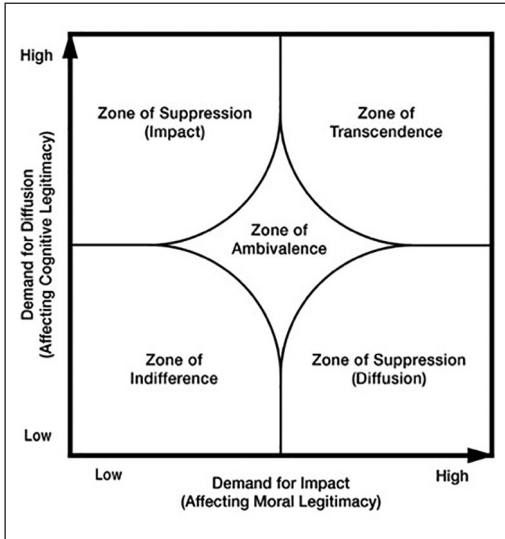 High
Zone of Suppression
(Impact)
Zone of
Transcendence
Demand for Diffusion
(Affecting Cognitive Legitimacy)
Zone of
Ambivalence
Zone of
Indifference
Zone of Suppression
(Diffusion)
Low
Low
Demand for Impact
(Affecting Moral Legitimacy)
High